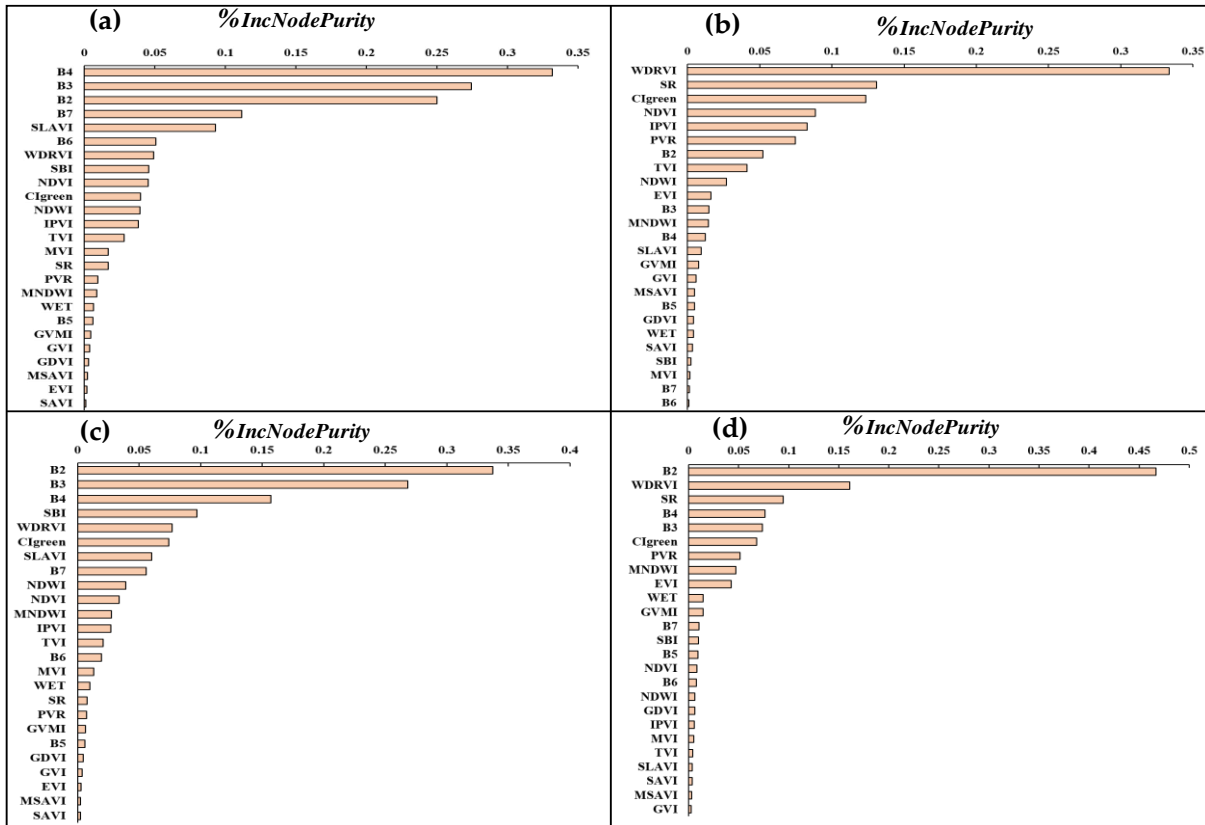 (a) %IncNodePurity
0 0.05 0.1 0.15 0.2 0.25 0.3 0.35
B4
B3
B2
B7
SLAVI
B6
WDRVI
SBI
NDVI
CIgreen
NDWI
IPVI
TVI
MVI
SR
PVR
MNDWI
WET
B5
GVMI
GVI
GDVI
MSAVI
EVI
SAVI
(b) %IncNodePurity
0 0.05 0.1 0.15 0.2 0.25 0.3 0.35
WDRVI
SR
CIgreen
NDVI
IPVI
PVR
B2
TVI
NDWI
EVI
B3
MNDWI
B4
SLAVI
GVMI
GVI
MSAVI
B5
GDVI
WET
SAVI
SBI
MVI
B7
B6
(c) %IncNodePurity
0 0.05 0.1 0.15 0.2 0.25 0.3 0.35 0.4
B2
B3
B4
SBI
WDRVI
CIgreen
SLAVI
B7
NDWI
NDVI
MNDWI
IPVI
TVI
B6
MVI
WET
SR
PVR
GVMI
B5
GDVI
GVI
EVI
MSAVI
SAVI
(d) %IncNodePurity
0 0.05 0.1 0.15 0.2 0.25 0.3 0.35 0.4 0.45 0.5
B2
WDRVI
SR
B4
B3
CIgreen
PVR
MNDWI
EVI
WET
GVMI
B7
SBI
B5
NDVI
B6
NDWI
GDVI
IPVI
MVI
TVI
SLAVI
SAVI
MSAVI
GVI